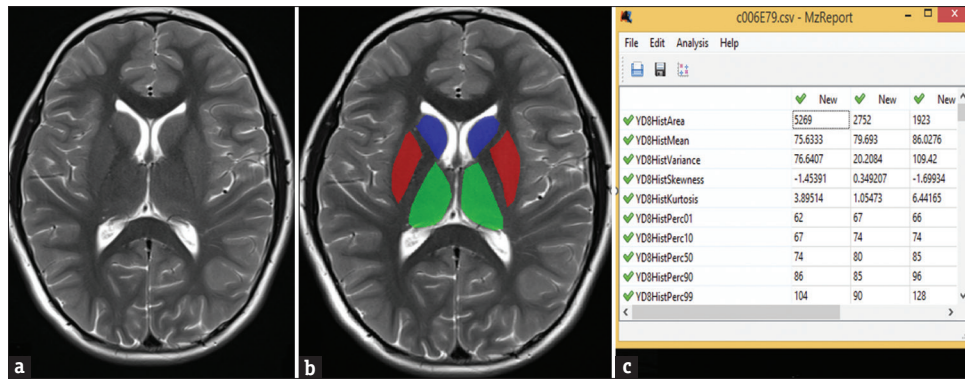 c006E79.csv - MzReport
File Edit Analysis Help
New New New
YD8HistArea 5269 2752 1923
YD8HistMean 75.6333 79.693 86.0276
YD8HistVariance 76.6407 20.2084 109.42
YD8HistSkewness -1.45391 0.349207 -1.69934
YD8HistKurtosis 3.89514 1.05473 6.44165
YD8HistPerc01 62 67 66
YD8HistPerc10 67 74 74
YD8HistPerc50 74 80 85
YD8HistPerc90 86 85 96
YD8HistPerc99 104 90 128
a b c